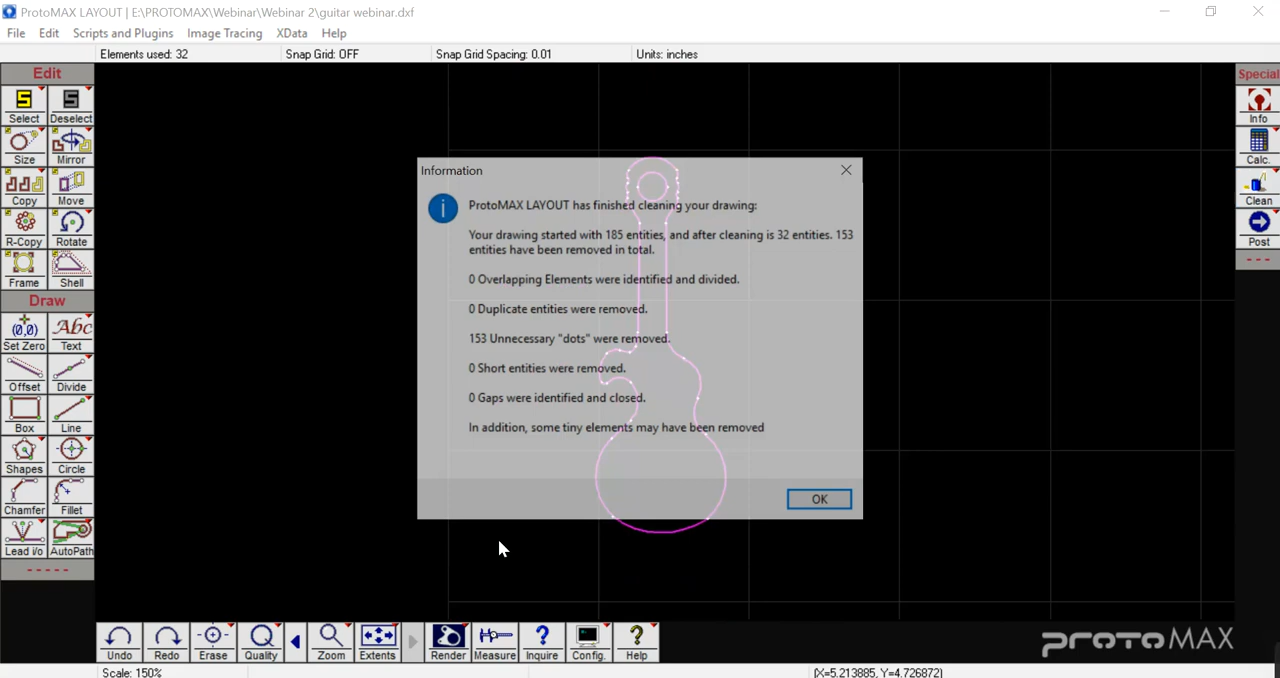 ProtoMAX LAYOUT | E:\PROTOMAX\Webinar\Webinar 2\guitar webinar.dxf
File Edit Scripts and Plugins Image Tracing XData Help
Elements used: 32 Snap Grid: OFF Snap Grid Spacing: 0.01 Units: inches
Edit
S S
Select Deselect
Size Mirror
Copy Move
R-Copy Rotate
Frame Shell
Draw
(0,0) Abc
Set Zero Text
Offset Divide
Box Line
Shapes Circle
Chamfer Fillet
Lead i/o AutoPath
Information
ProtoMAX LAYOUT has finished cleaning your drawing:
Your drawing started with 185 entities, and after cleaning is 32 entities. 153
entities have been removed in total.
0 Overlapping Elements were identified and divided.
0 Duplicate entities were removed.
153 Unnecessary "dots" were removed.
0 Short entities were removed.
0 Gaps were identified and closed.
In addition, some tiny elements may have been removed
OK
Special
Info
Calc.
Clean
Post
Undo Redo Erase Quality Zoom Extents Render Measure Inquire Config. Help
PROTOMAX
Scale: 150% (X=5.213885, Y=4.726872)